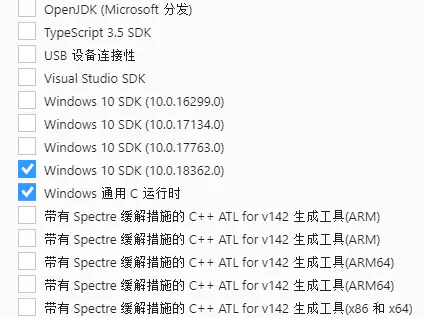 OpenJDK (Microsoft 分发)
TypeScript 3.5 SDK
USB 设备连接性
Visual Studio SDK
Windows 10 SDK (10.0.16299.0)
Windows 10 SDK (10.0.17134.0)
Windows 10 SDK (10.0.17763.0)
Windows 10 SDK (10.0.18362.0)
Windows 通用 C 运行时
带有 Spectre 缓解措施的 C++ ATL for v142 生成工具(ARM)
带有 Spectre 缓解措施的 C++ ATL for v142 生成工具(ARM)
带有 Spectre 缓解措施的 C++ ATL for v142 生成工具(ARM64)
带有 Spectre 缓解措施的 C++ ATL for v142 生成工具(ARM64)
带有 Spectre 缓解措施的 C++ ATL for v142 生成工具(x86 和 x64)